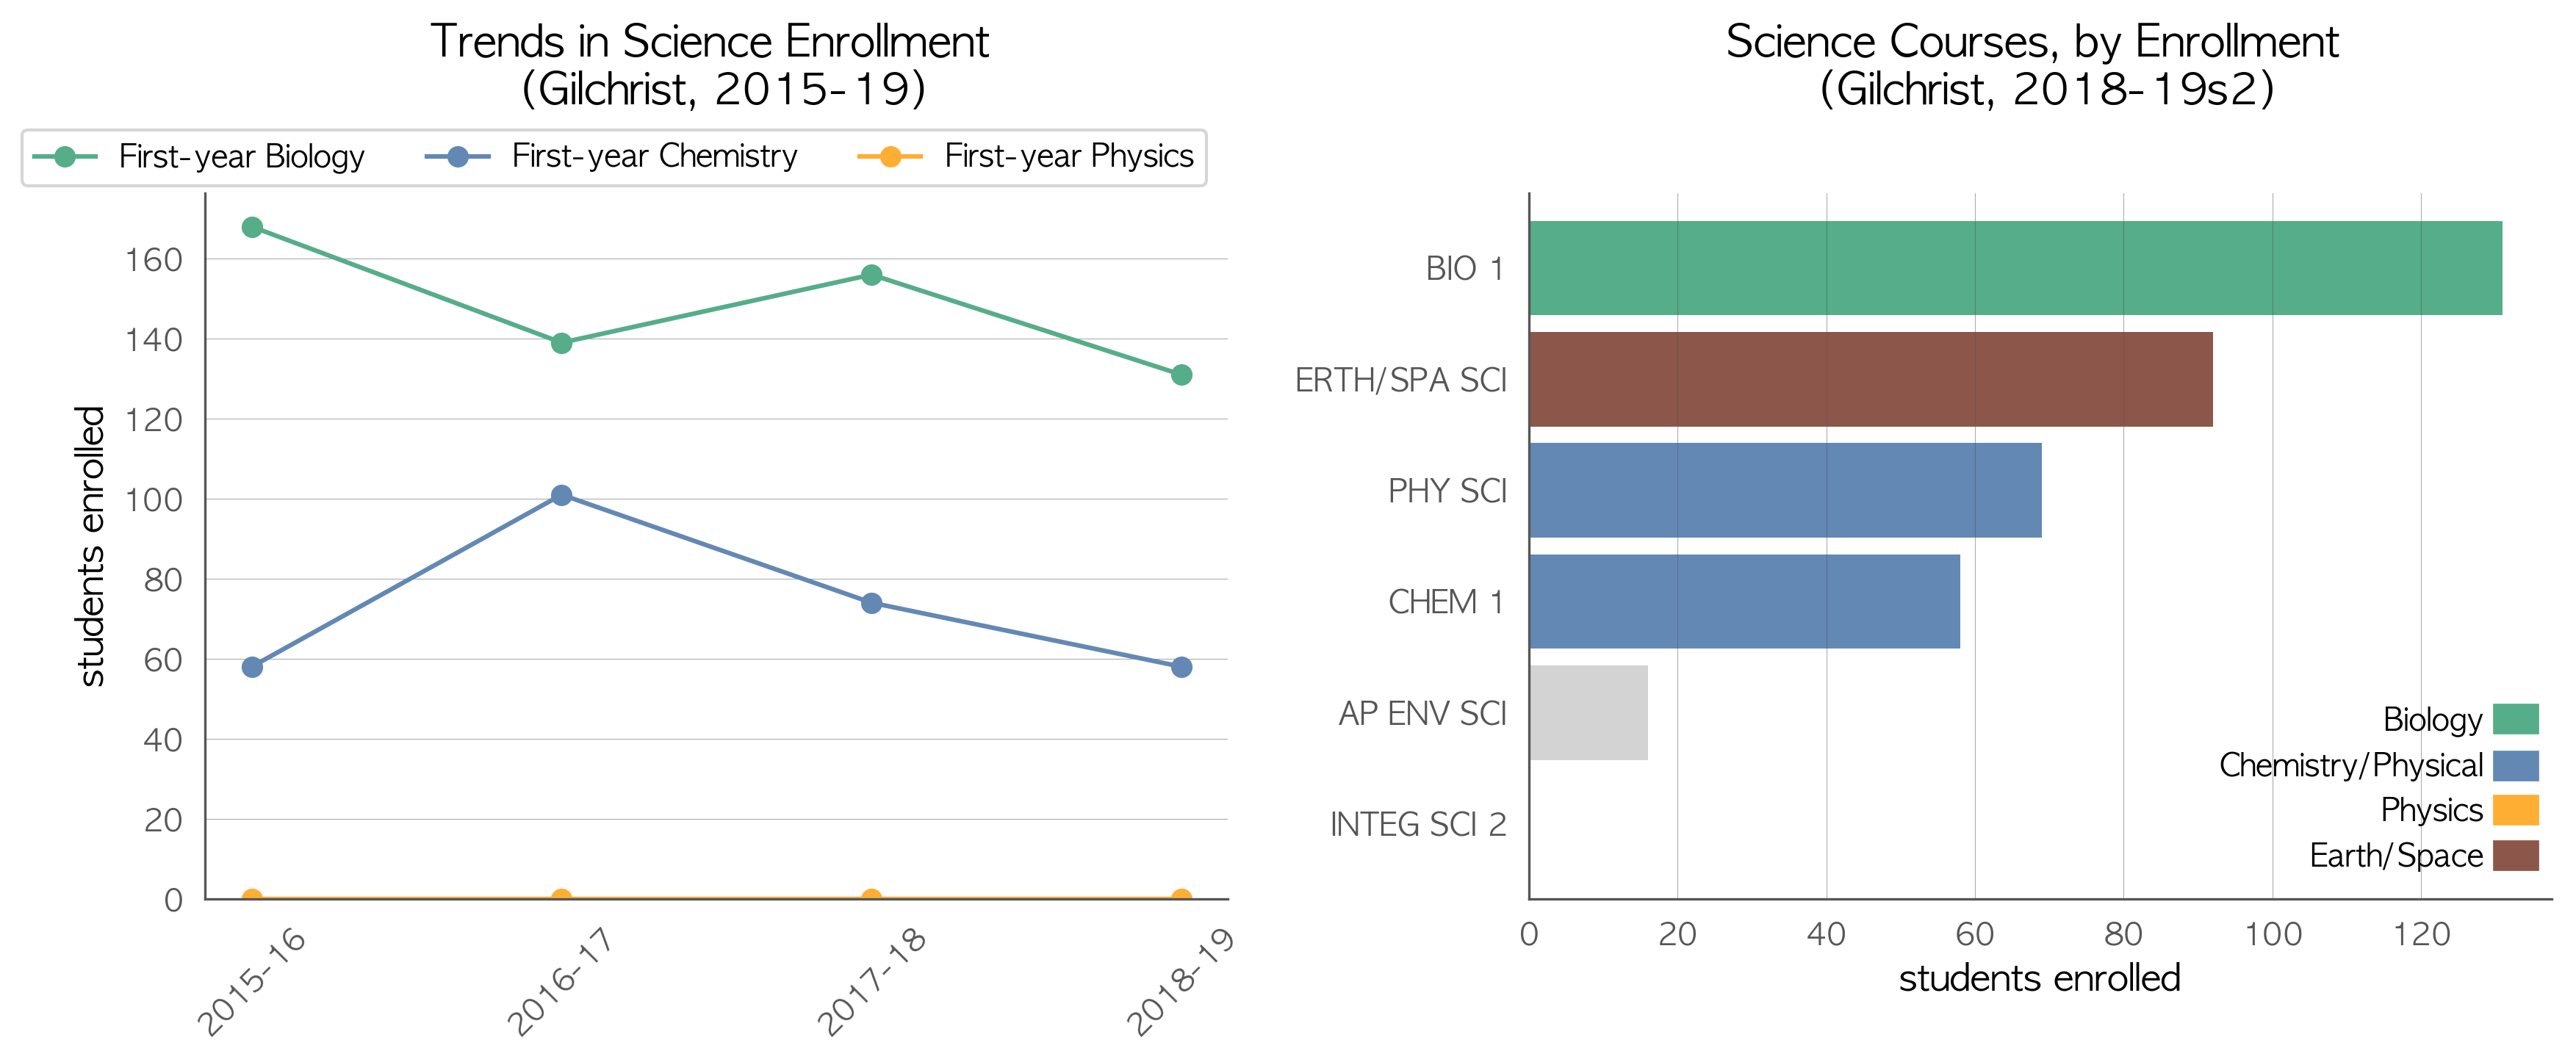 Trends in Science Enrollment
(Gilchrist, 2015-19)
First-year Biology
First-year Chemistry
First-year Physics
students enrolled
160
140
120
100
80
60
40
20
0
2015-16
2016-17
2017-18
2018-19
Science Courses, by Enrollment
(Gilchrist, 2018-19s2)
BIO 1
ERTH/SPA SCI
PHY SCI
CHEM 1
AP ENV SCI
INTEG SCI 2
Biology
Chemistry/Physical
Physics
Earth/Space
0
20
40
60
80
100
120
students enrolled